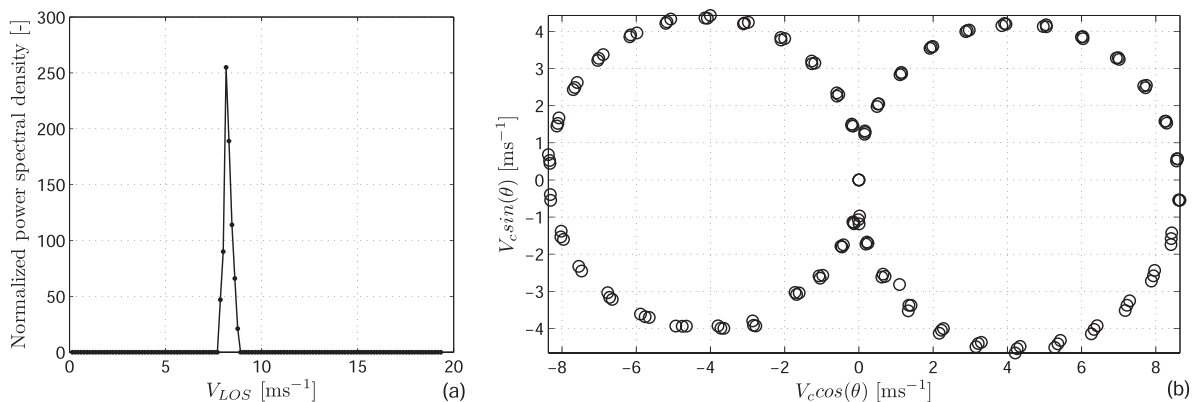 Normalized power spectral density [-]
300
250
200
150
100
50
0
0 5 10 15 20
V_{LOS} [ms^{-1}]
(a)
V_c sin(θ) [ms^{-1}]
4
3
2
1
0
−1
−2
−3
−4
−8 −6 −4 −2 0 2 4 6 8
V_c cos(θ) [ms^{-1}]
(b)